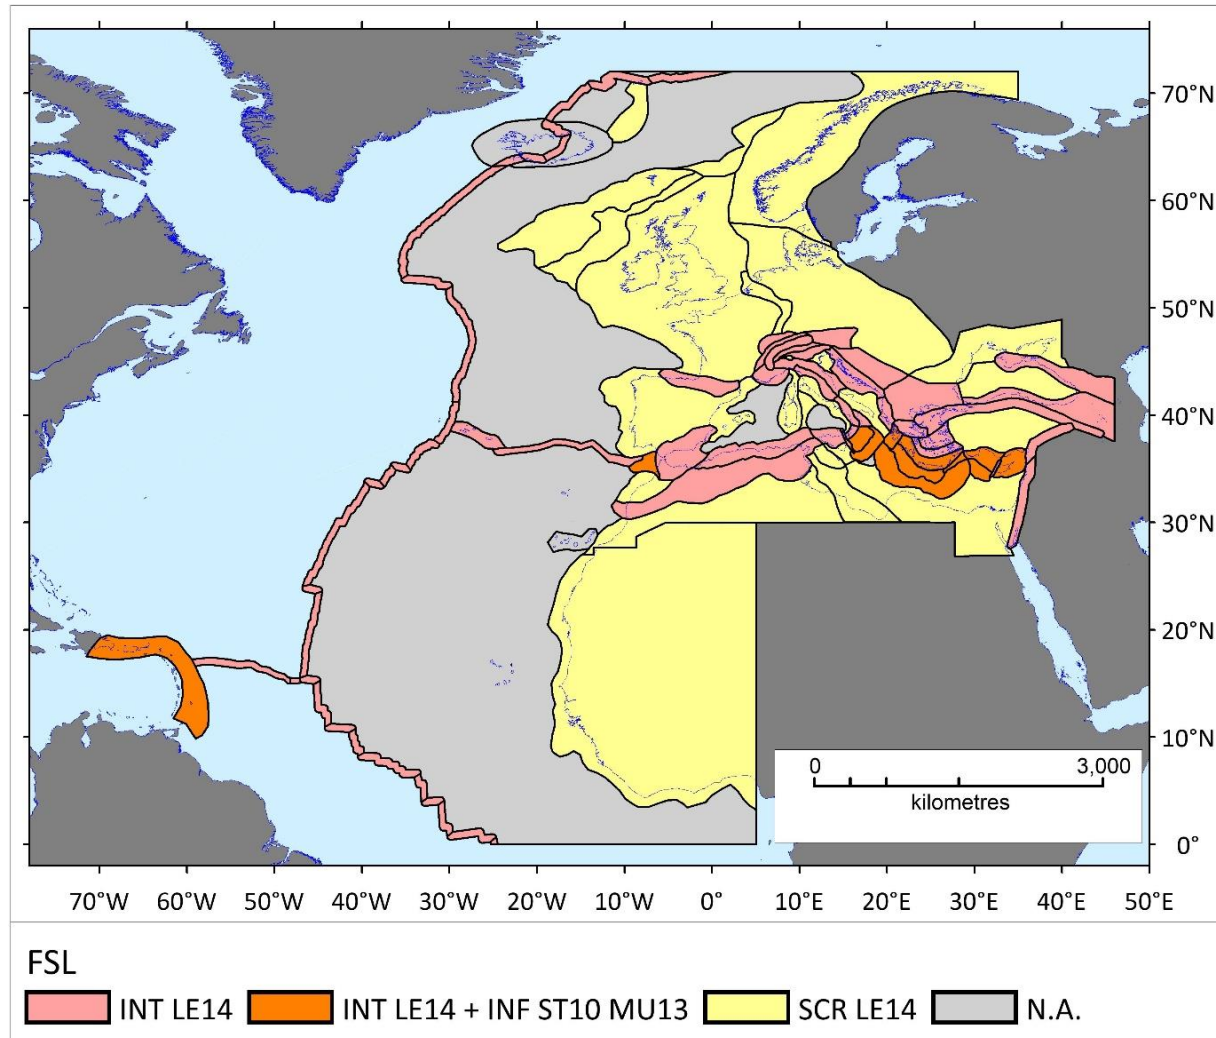 70°N
60°N
50°N
40°N
30°N
20°N
10°N
0°
0 3,000
kilometres
70°W 60°W 50°W 40°W 30°W 20°W 10°W 0° 10°E 20°E 30°E 40°E 50°E
FSL
INT LE14 INT LE14 + INF ST10 MU13 SCR LE14 N.A.